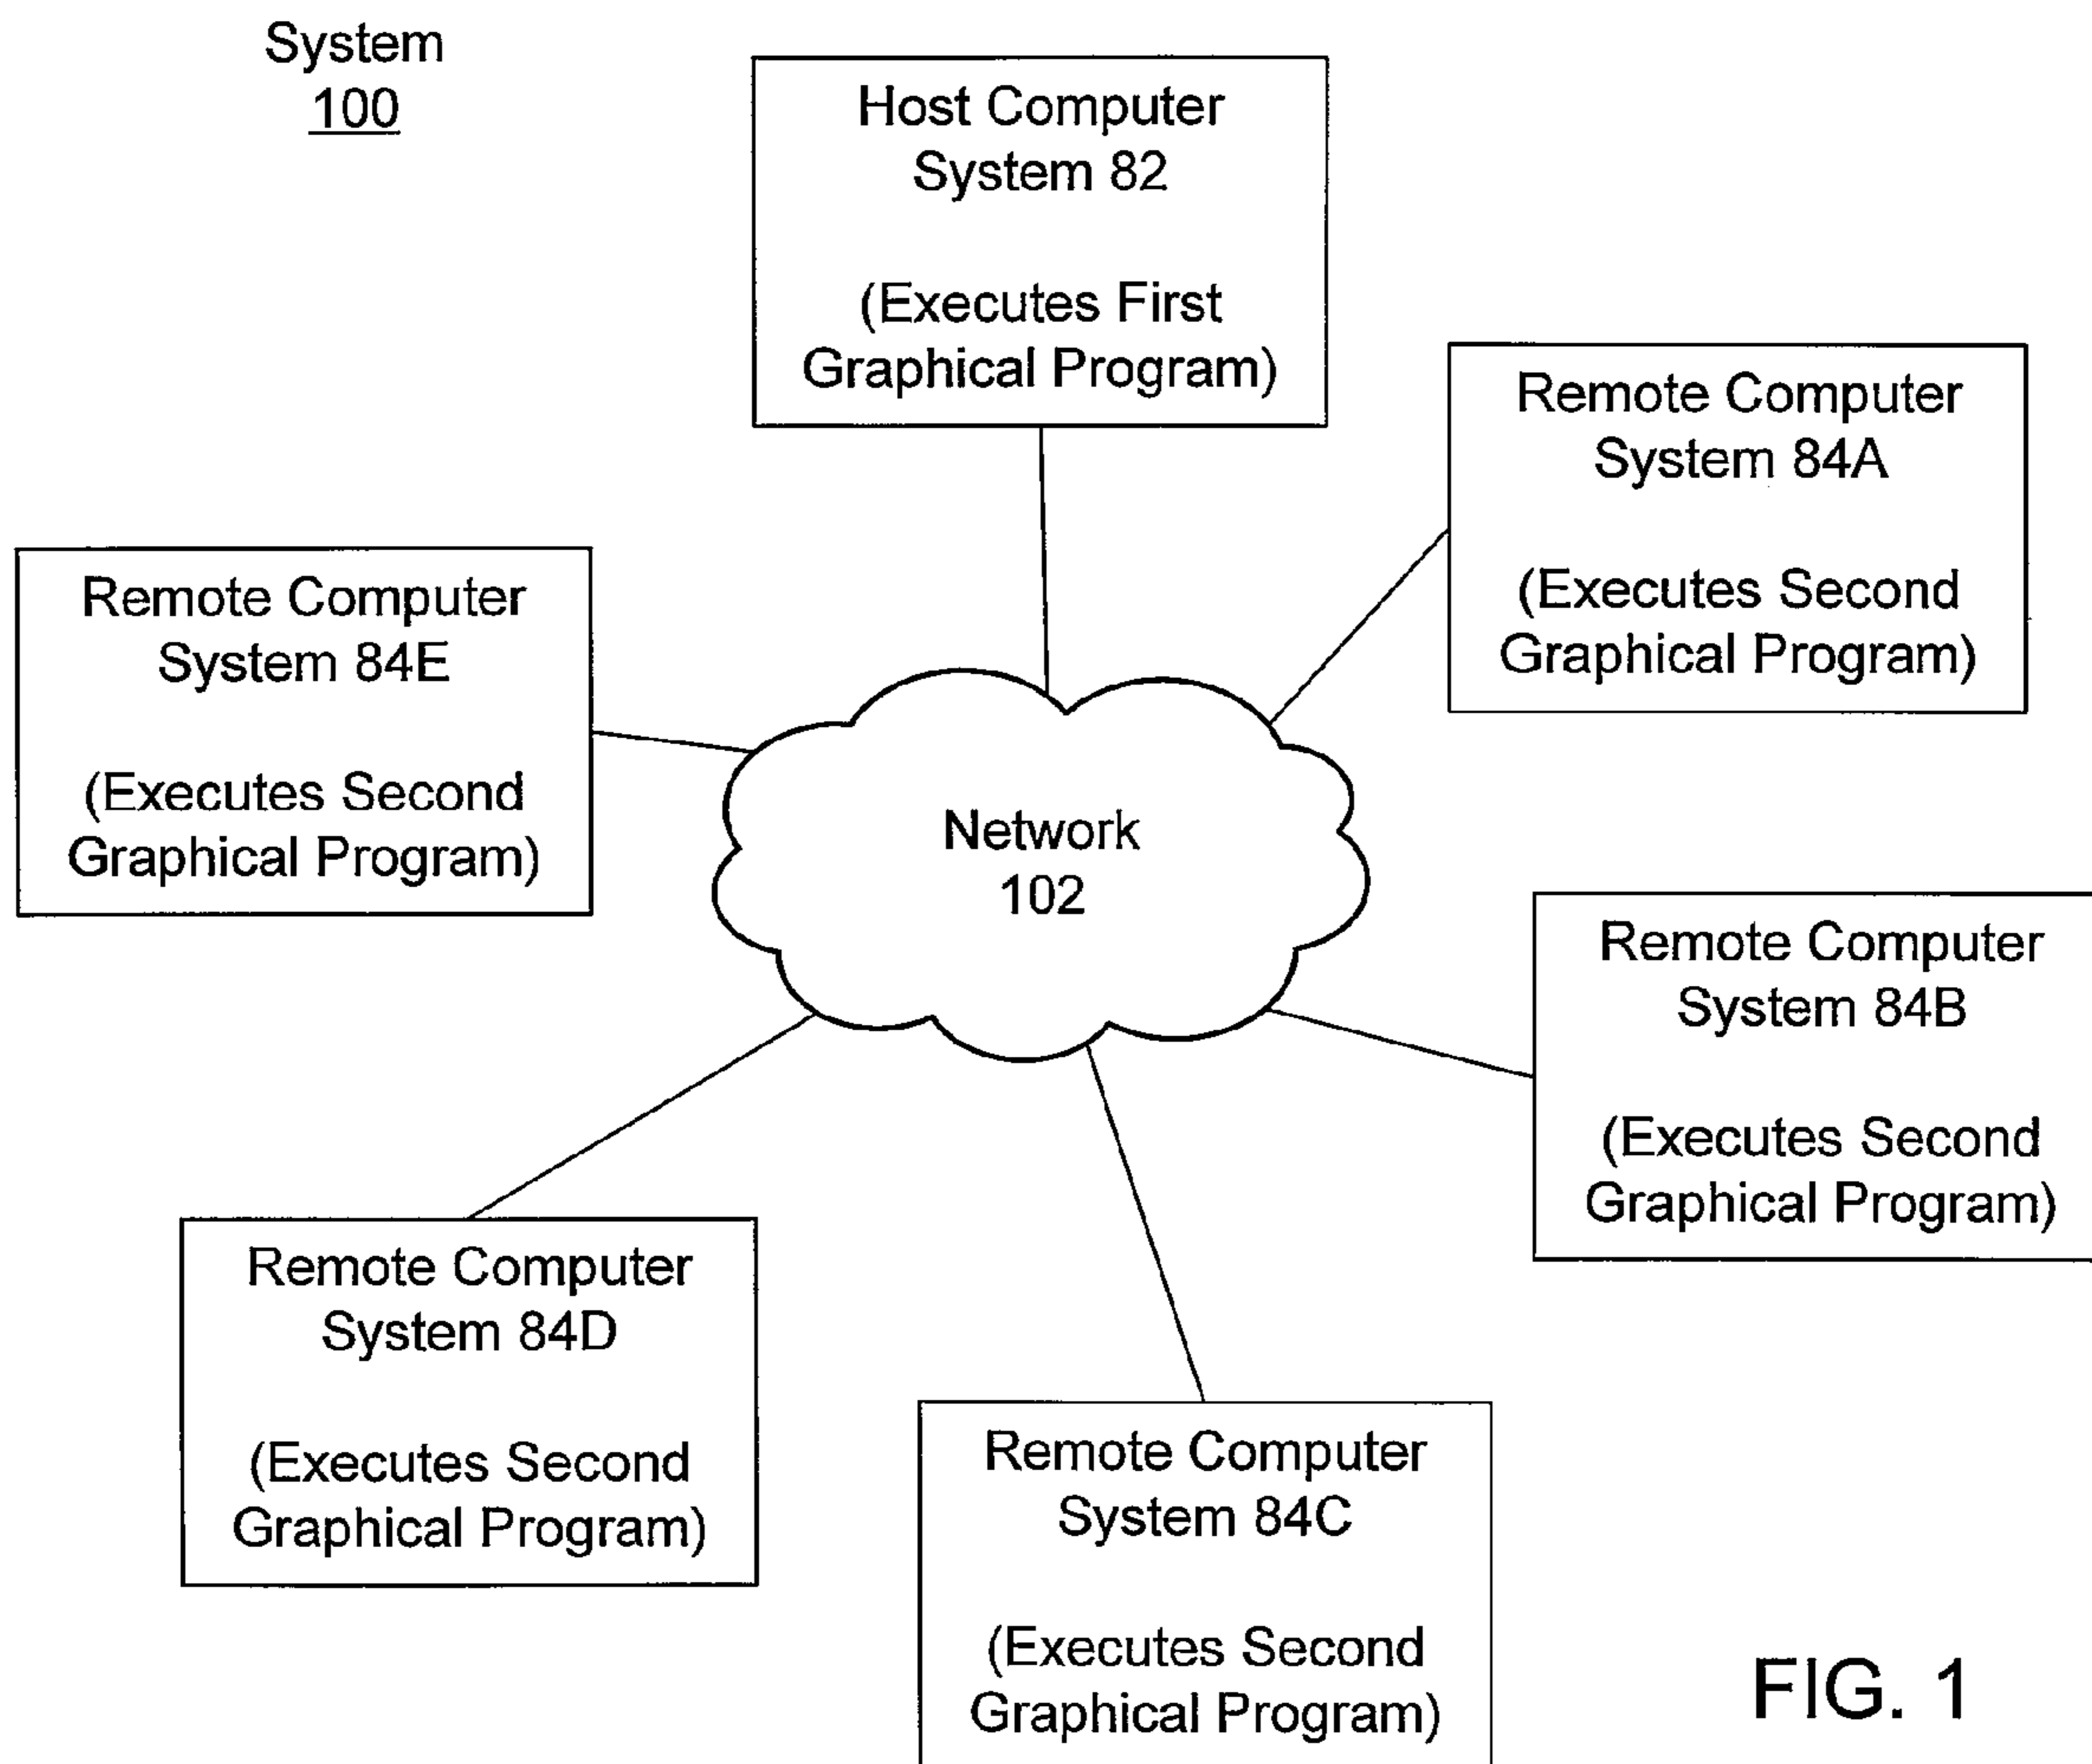 System
100
Host Computer
System 82
(Executes First
Graphical Program)
Remote Computer
System 84A
(Executes Second
Graphical Program)
Remote Computer
System 84E
(Executes Second
Graphical Program)
Network
102
Remote Computer
System 84B
(Executes Second
Graphical Program)
Remote Computer
System 84D
(Executes Second
Graphical Program)
Remote Computer
System 84C
(Executes Second
Graphical Program)
FIG. 1